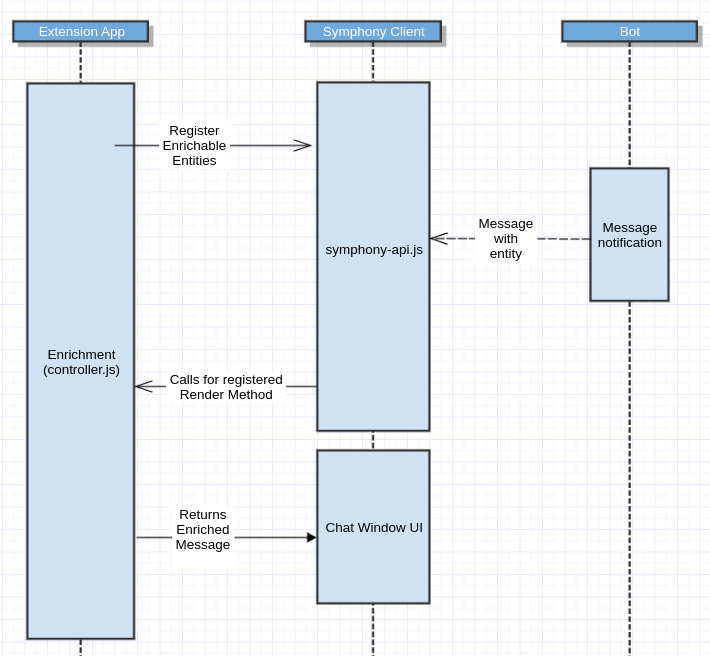 Extension App
Symphony Client
Bot
Register
Enrichable
Entities
Message
with
entity
Message
notification
symphony-api.js
Enrichment
(controller.js)
Calls for registered
Render Method
Returns
Enriched
Message
Chat Window UI